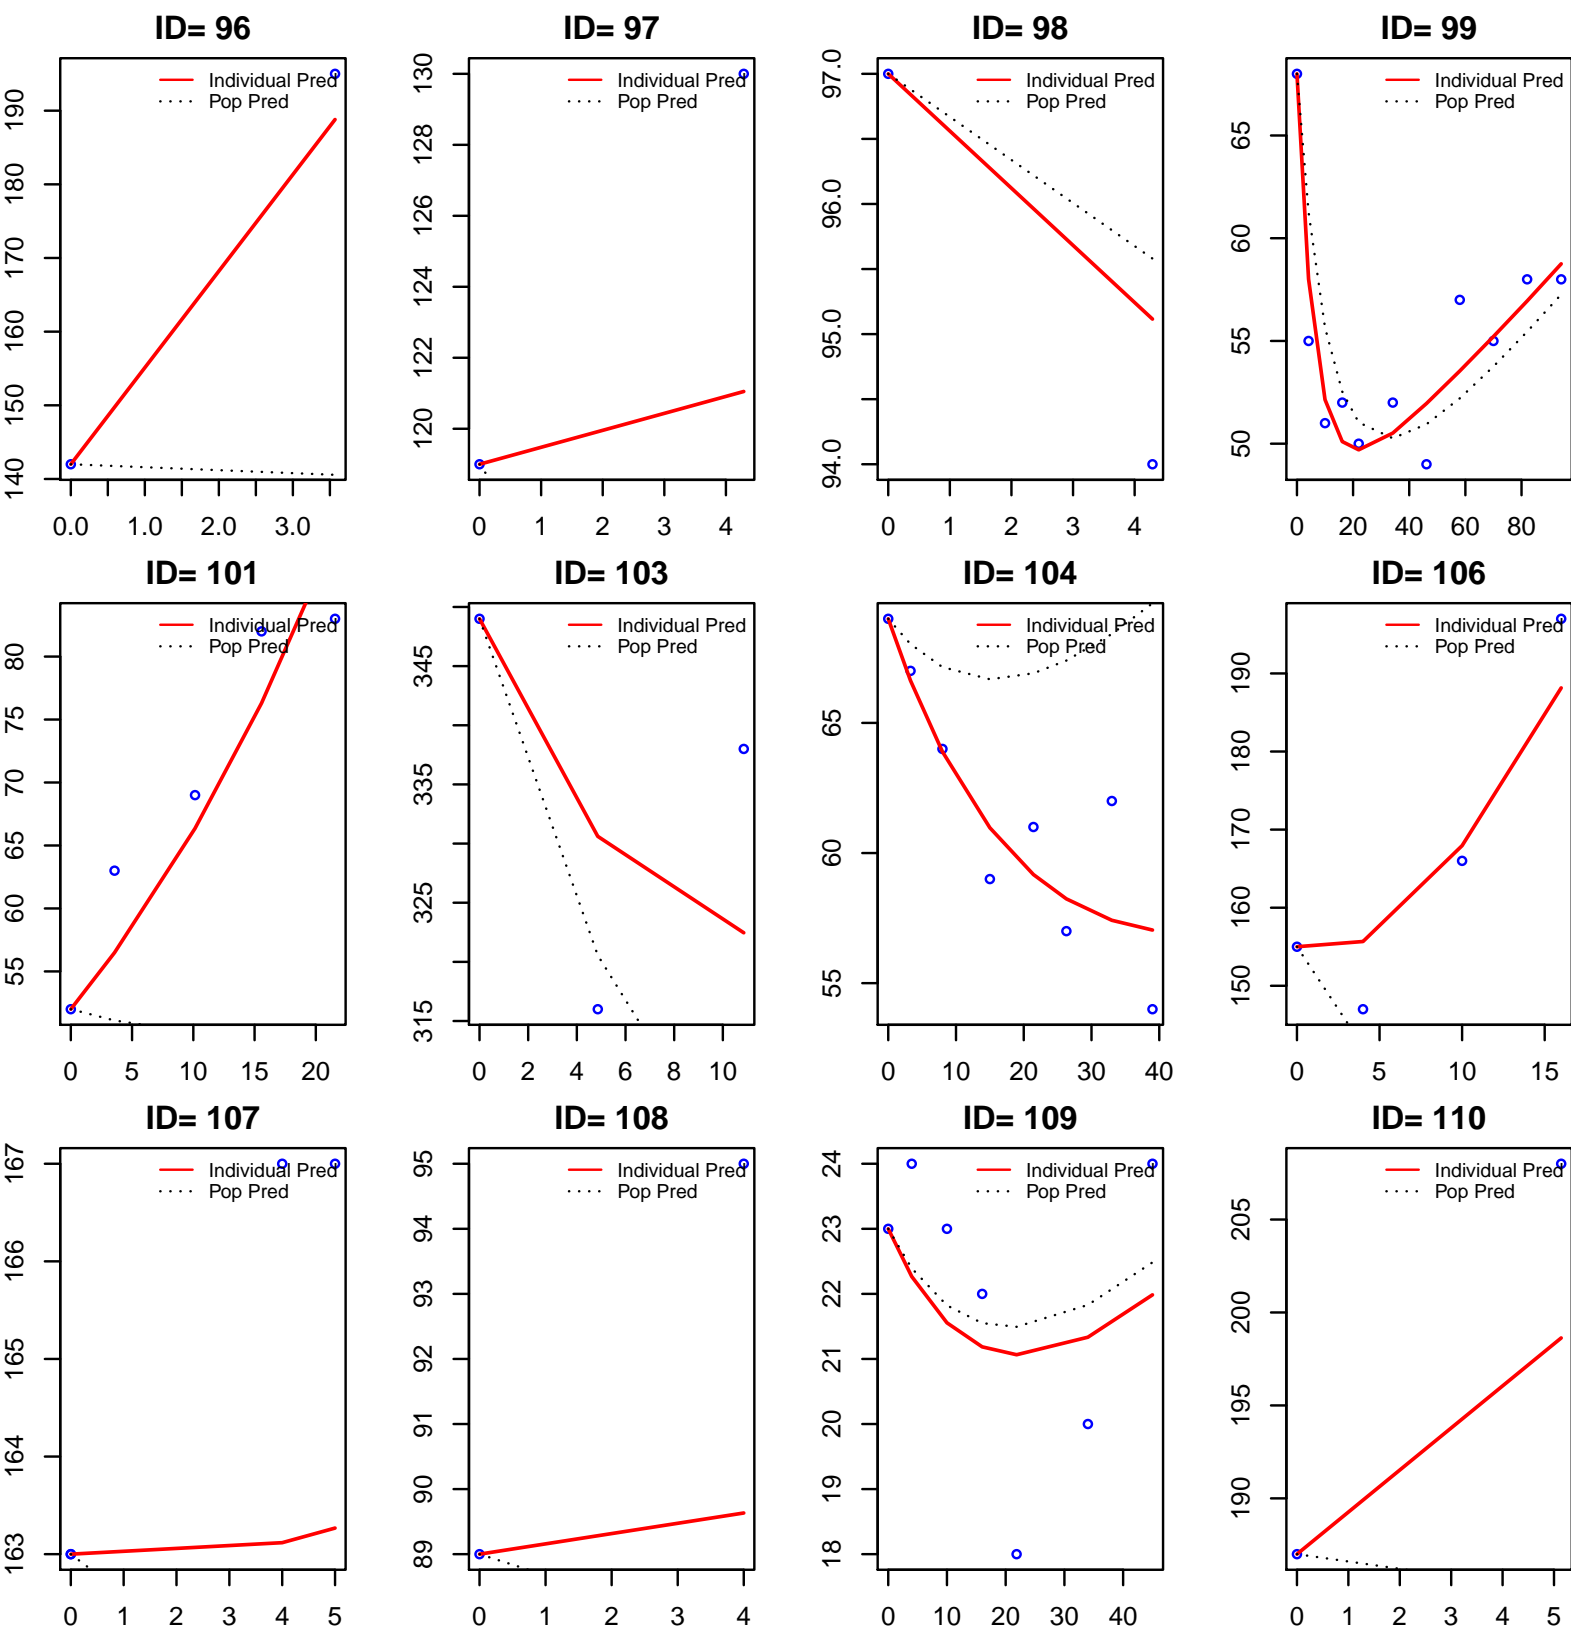 ID= 96 ID= 97 ID= 98 ID= 99
Individual Pred Individual Pred Individual Pred Individual Pred
Pop Pred Pop Pred Pop Pred Pop Pred
140 150 160 170 180 190
120 122 124 126 128 130
94.0 95.0 96.0 97.0
50 55 60 65
0.0 1.0 2.0 3.0 0 1 2 3 4 0 1 2 3 4 0 20 40 60 80
ID= 101 ID= 103 ID= 104 ID= 106
Individual Pred Individual Pred Individual Pred Individual Pred
Pop Pred Pop Pred Pop Pred Pop Pred
55 60 65 70 75 80
315 325 335 345
55 60 65
150 160 170 180 190
0 5 10 15 20 0 2 4 6 8 10 0 10 20 30 40 0 5 10 15
ID= 107 ID= 108 ID= 109 ID= 110
Individual Pred Individual Pred Individual Pred Individual Pred
Pop Pred Pop Pred Pop Pred Pop Pred
163 164 165 166 167
89 90 91 92 93 94 95
18 19 20 21 22 23 24
190 195 200 205
0 1 2 3 4 5 0 1 2 3 4 0 10 20 30 40 0 1 2 3 4 5